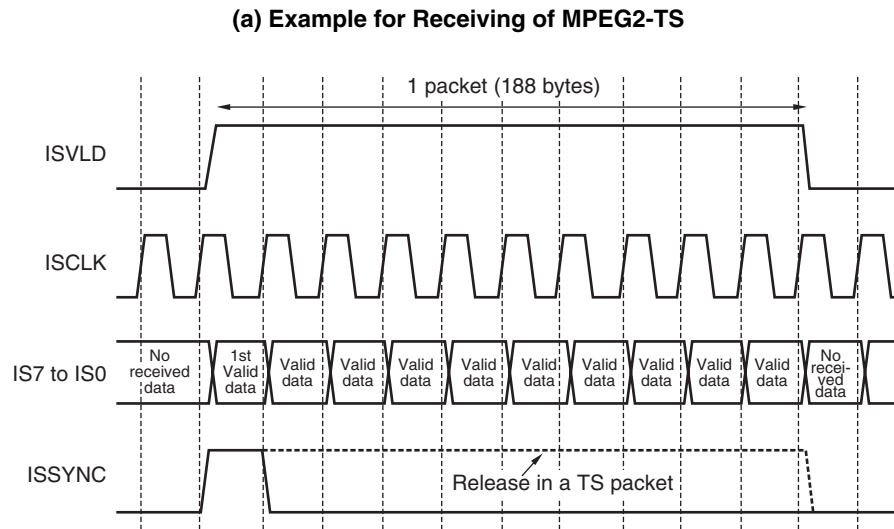 (a) Example for Receiving of MPEG2-TS
1 packet (188 bytes)
ISVLD
ISCLK
IS7 to IS0
No
received
data
1st
Valid
data
Valid
data
Valid
data
Valid
data
Valid
data
Valid
data
Valid
data
Valid
data
Valid
data
Valid
data
No
recei-
ved
data
ISSYNC
Release in a TS packet